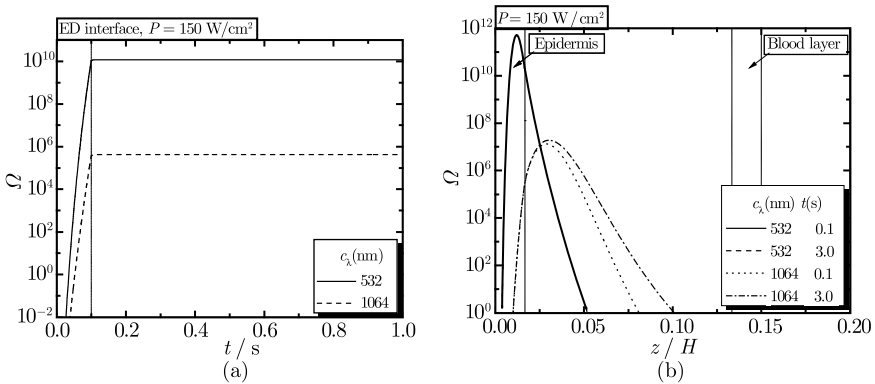 ED interface, P = 150 W/cm²
10¹⁰
10⁸
10⁶
10⁴
10²
10⁰
10⁻²
Ω
0.0 0.2 0.4 0.6 0.8 1.0
t / s
cλ(nm)
532
1064
(a)
P = 150 W/cm²
10¹²
10¹⁰
10⁸
10⁶
10⁴
10²
10⁰
Ω
Epidermis
Blood layer
cλ(nm) t(s)
532 0.1
532 3.0
1064 0.1
1064 3.0
0.00 0.05 0.10 0.15 0.20
z / H
(b)